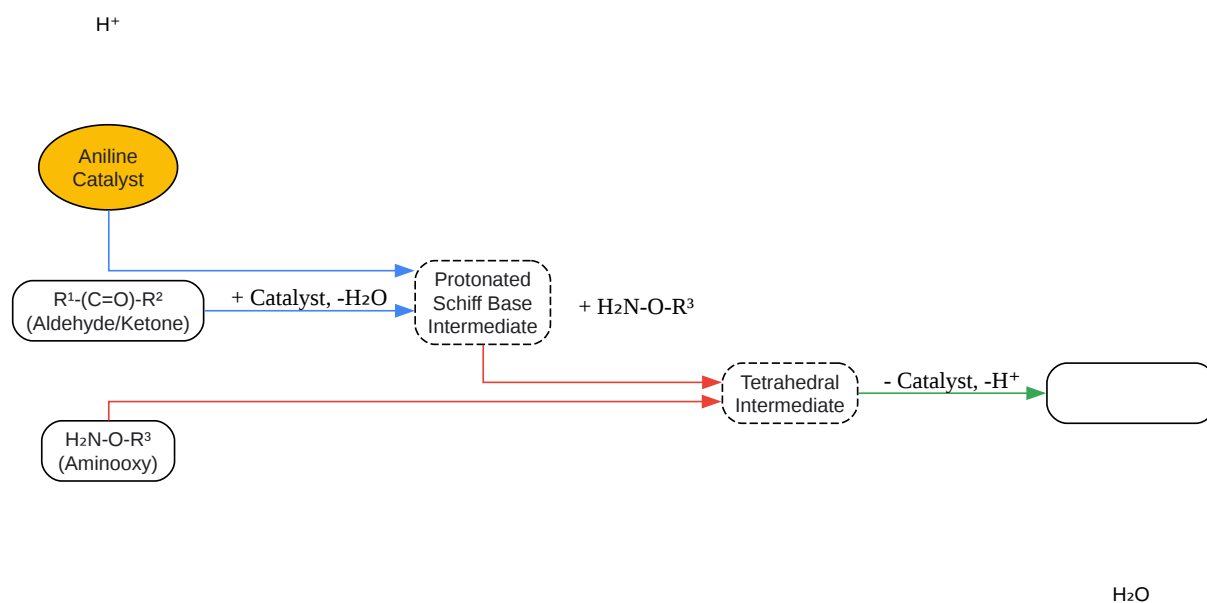 H⁺
Aniline
Catalyst
R¹-(C=O)-R²
(Aldehyde/Ketone)
+ Catalyst, -H₂O
Protonated
Schiff Base
Intermediate
+ H₂N-O-R³
Tetrahedral
Intermediate
- Catalyst, -H⁺
H₂N-O-R³
(Aminooxy)
H₂O